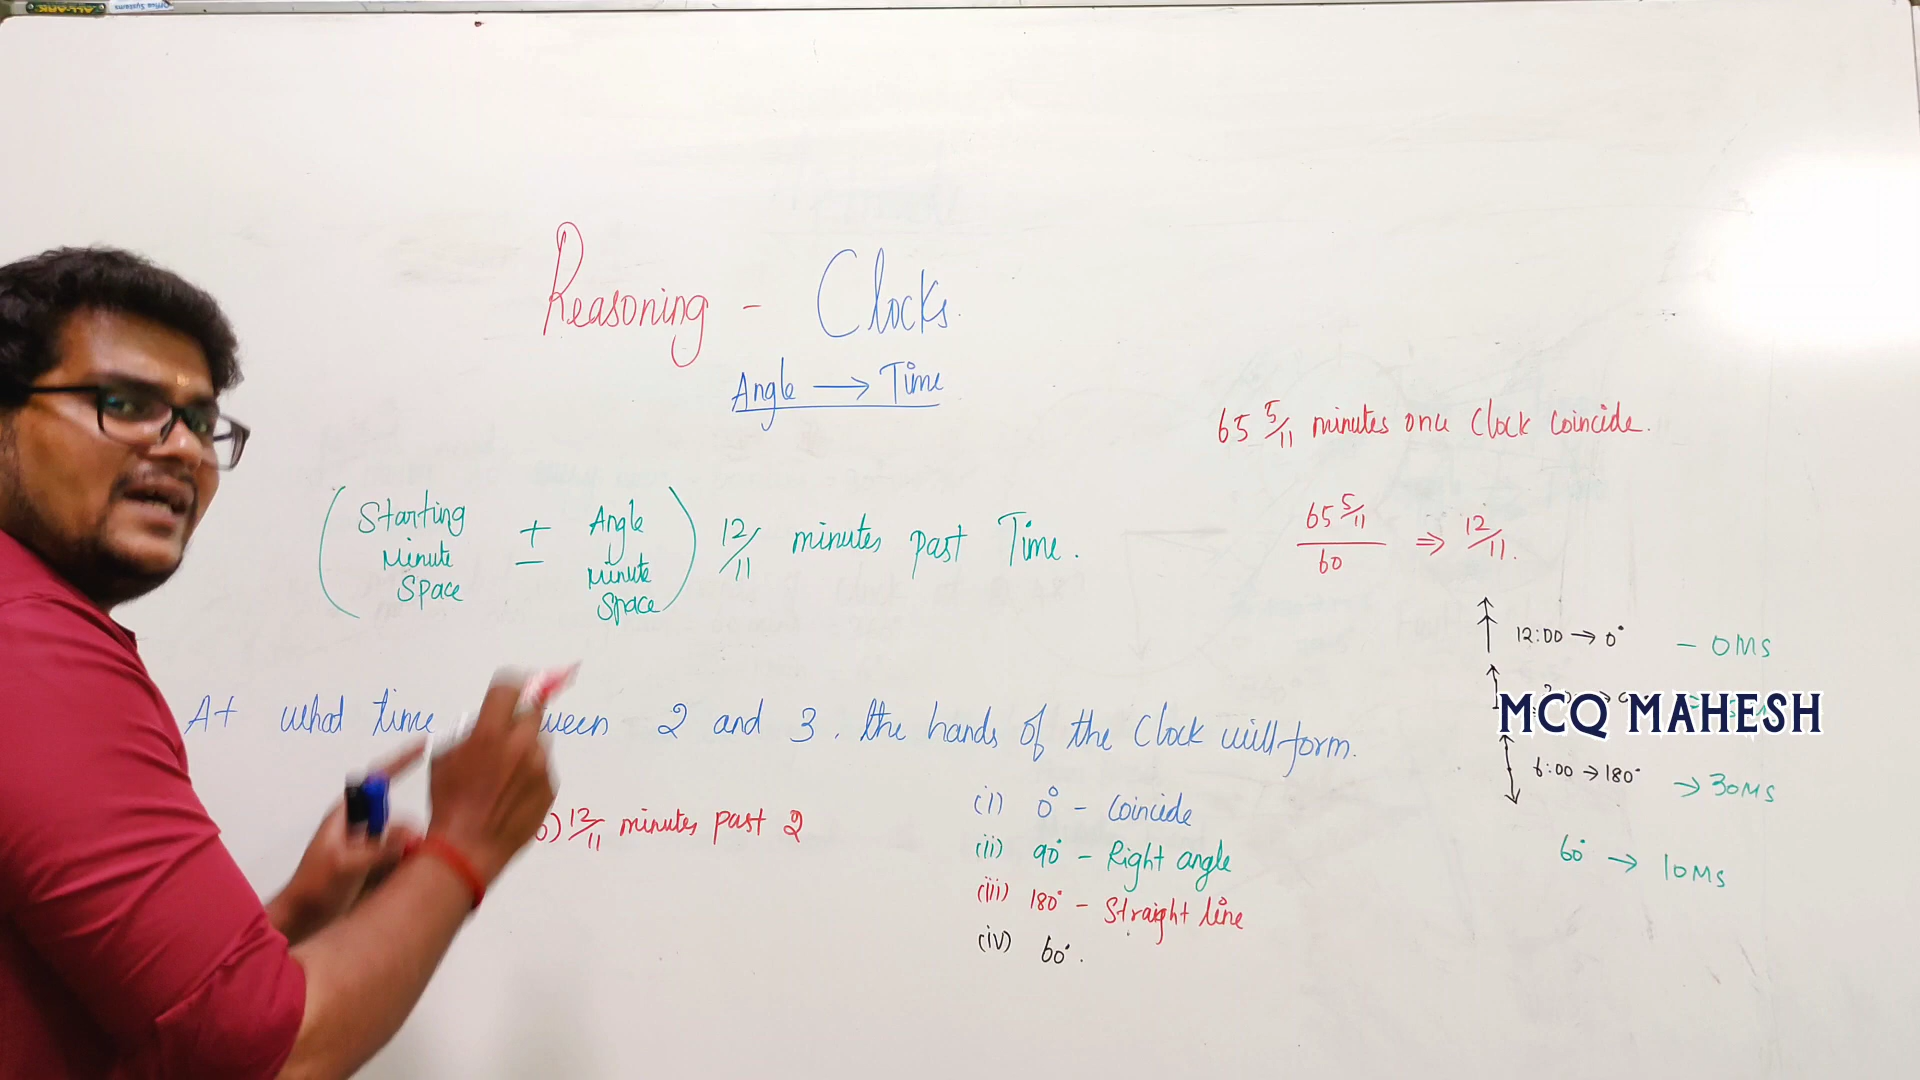 Reasoning - Clocks.
Angle → Time
65 5/11 minutes once Clock Coincide.
65 5/11 / 60 ⇒ 12/11.
(Starting Minute Space ± Angle Minute Space) 12/11 minutes past Time.
12:00 → 0° - 0MS
MCQ MAHESH
6:00 → 180° → 30MS
60° → 10MS
At what time 2 and 3. the hands of the Clock will form.
) 12/11 minutes past 2
(i) 0° - Coincide
(ii) 90° - Right angle
(iii) 180° - Straight line
(iv) 60°.